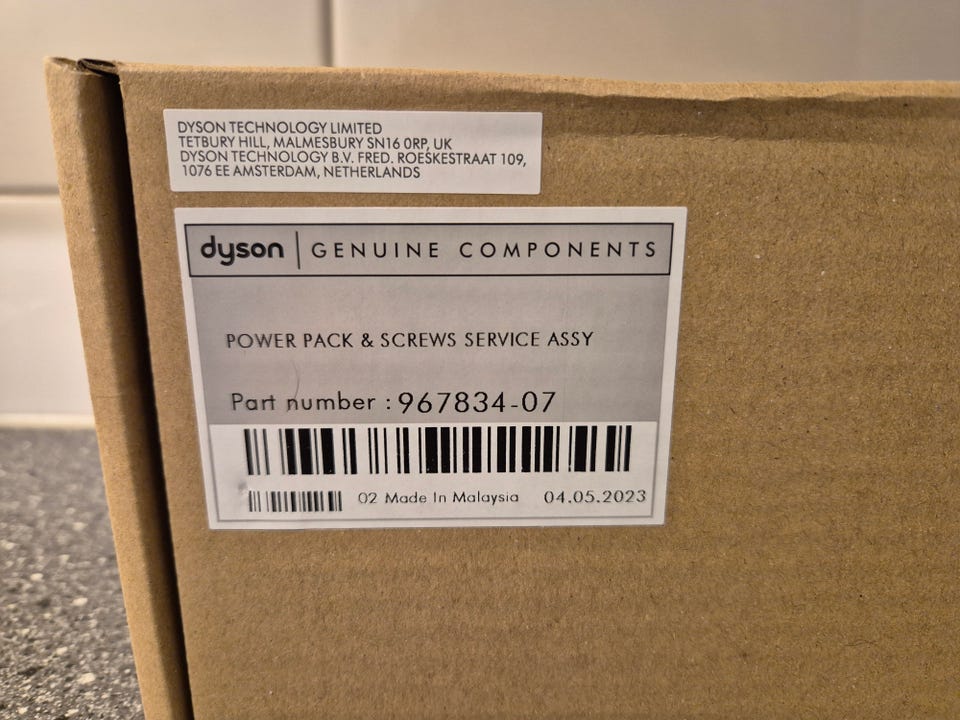 DYSON TECHNOLOGY LIMITED
TETBURY HILL, MALMESBURY SN16 0RP, UK
DYSON TECHNOLOGY B.V. FRED. ROESKESTRAAT 109,
1076 EE AMSTERDAM, NETHERLANDS
dyson | GENUINE COMPONENTS
POWER PACK & SCREWS SERVICE ASSY
Part number : 967834-07
02 Made In Malaysia 04.05.2023